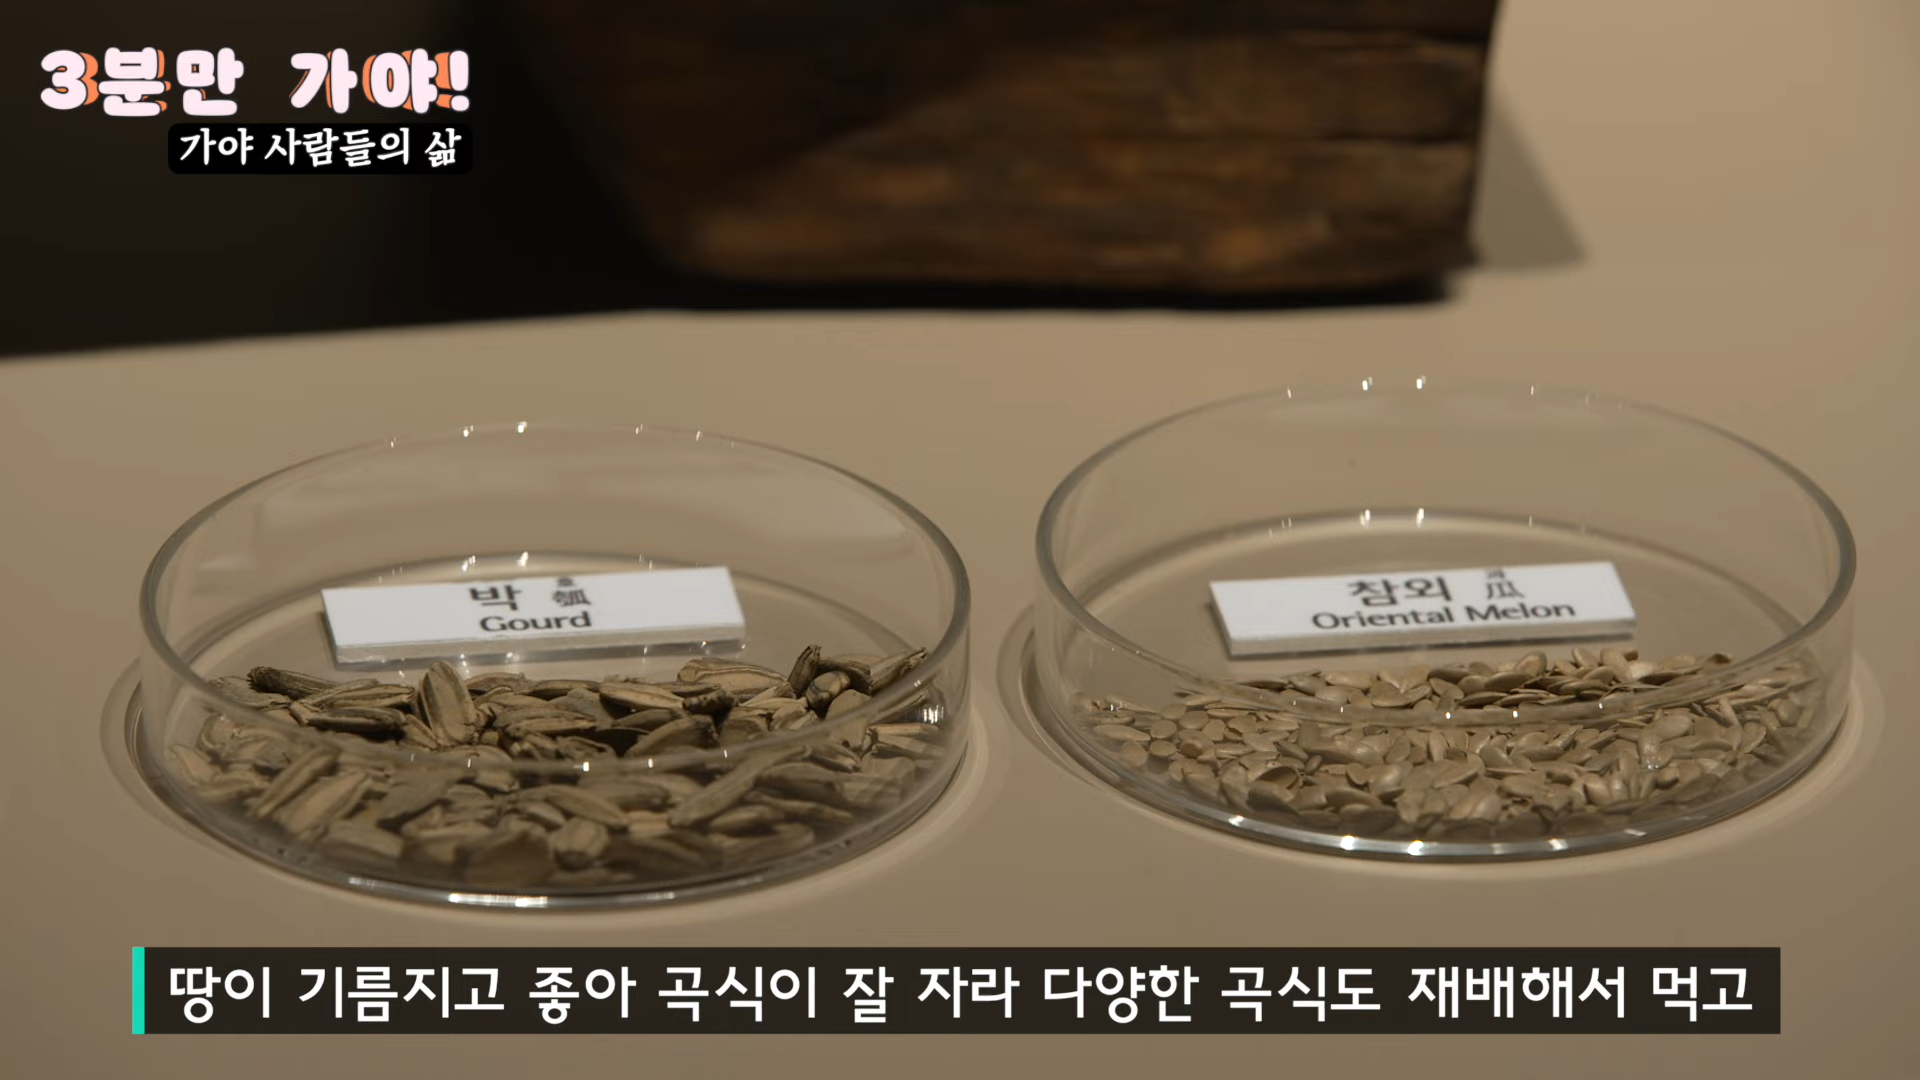 3분만 가야!
가야 사람들의 삶
박 瓠
Gourd
참외 瓜
Oriental Melon
땅이 기름지고 좋아 곡식이 잘 자라 다양한 곡식도 재배해서 먹고